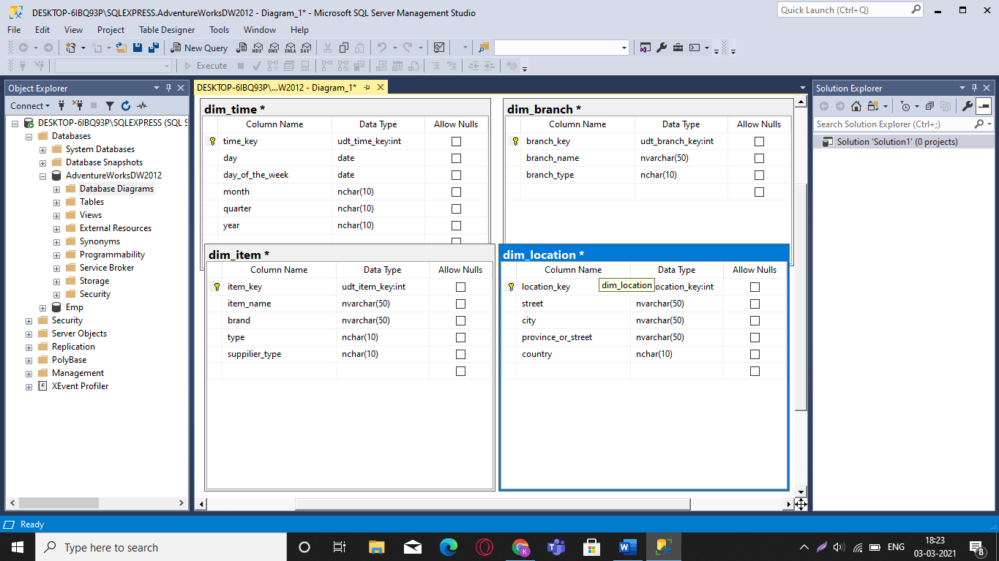 DESKTOP-6IBQ93P\SQLEXPRESS.AdventureWorksDW2012 - Diagram_1* - Microsoft SQL Server Management Studio
Quick Launch (Ctrl+Q)
File Edit View Project Table Designer Tools Window Help
New Query MDX DMX XMLA DAX
Execute
Object Explorer
Connect
DESKTOP-6IBQ93P\SQLEXPRESS (SQL S
Databases
System Databases
Database Snapshots
AdventureWorksDW2012
Database Diagrams
Tables
Views
External Resources
Synonyms
Programmability
Service Broker
Storage
Security
Emp
Security
Server Objects
Replication
PolyBase
Management
XEvent Profiler
DESKTOP-6IBQ93P\...W2012 - Diagram_1*
dim_time *
Column Name Data Type Allow Nulls
time_key udt_time_key:int
day date
day_of_the_week date
month nchar(10)
quarter nchar(10)
year nchar(10)
dim_branch *
Column Name Data Type Allow Nulls
branch_key udt_branch_key:int
branch_name nvarchar(50)
branch_type nchar(10)
dim_item *
Column Name Data Type Allow Nulls
item_key udt_item_key:int
item_name nvarchar(50)
brand nvarchar(50)
type nchar(10)
suppilier_type nchar(10)
dim_location *
Column Name Data Type Allow Nulls
location_key dim_location ocation_key:int
street nvarchar(50)
city nvarchar(50)
province_or_street nvarchar(50)
country nchar(10)
Solution Explorer
Search Solution Explorer (Ctrl+;)
Solution 'Solution1' (0 projects)
Ready
Type here to search
K
ENG
18:23
03-03-2021
8